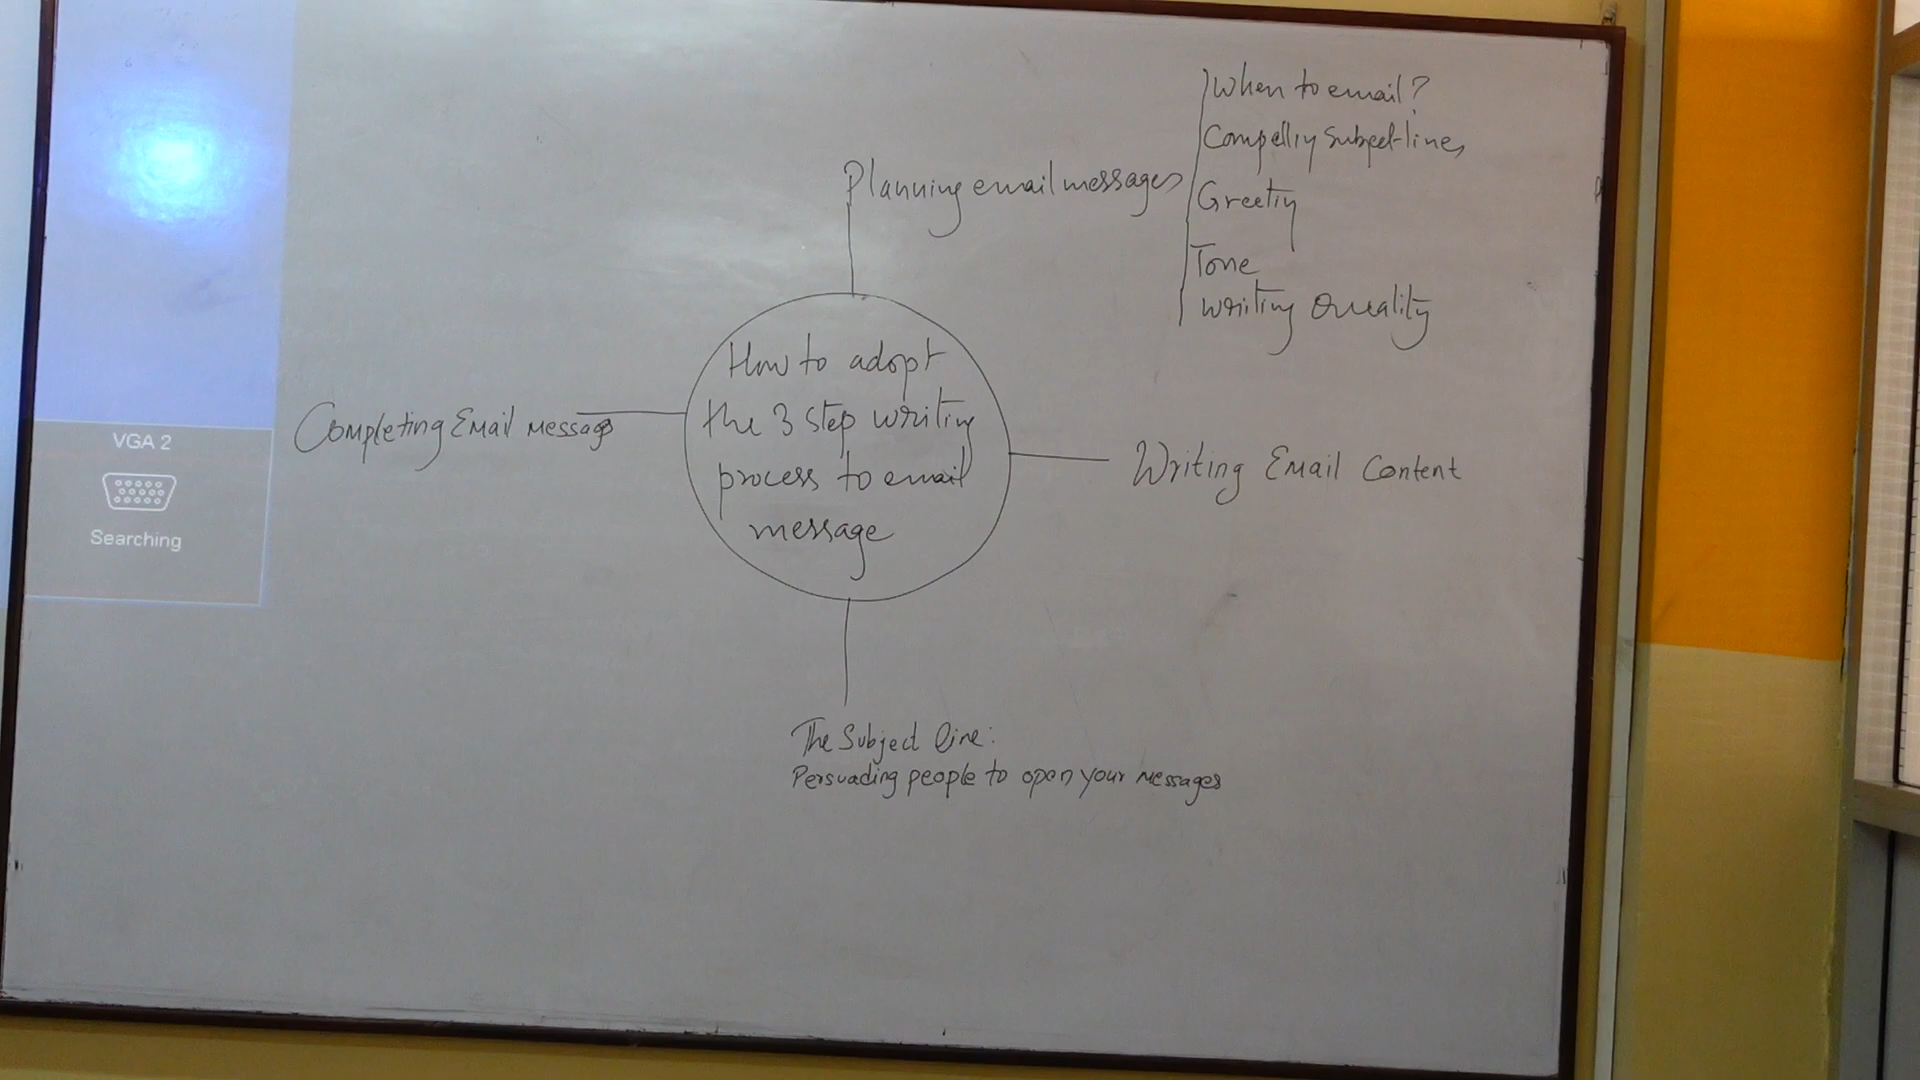 When to email?
Compelling subject lines
Planning email messages
Greeting
Tone
Writing Quality
How to adopt
the 3 step writing
process to email
message
Completing Email message
Writing Email Content
The Subject line:
Persuading people to open your messages
VGA 2
Searching